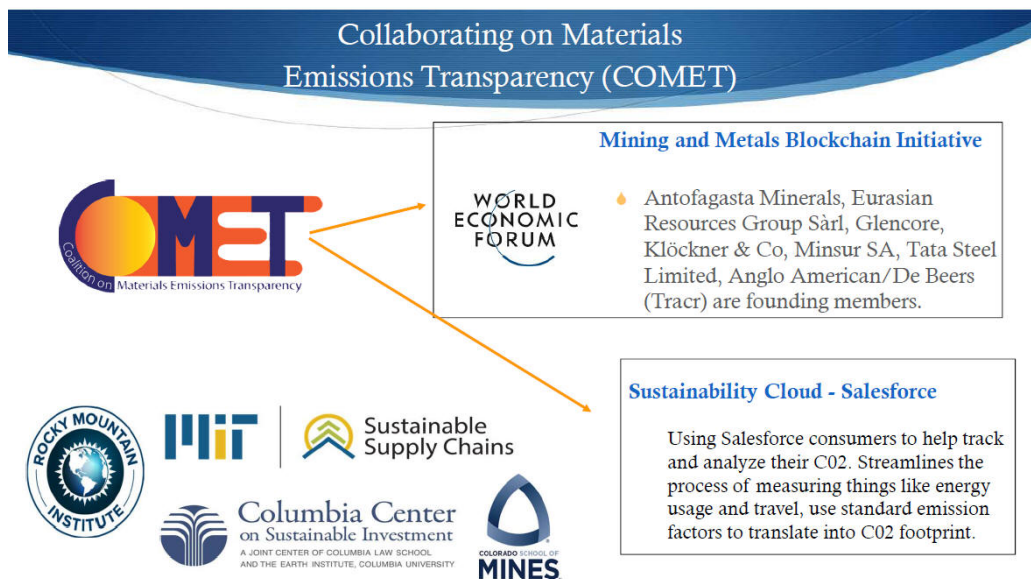 Collaborating on Materials
Emissions Transparency (COMET)
Mining and Metals Blockchain Initiative
COMET
Coalition on Materials Emissions Transparency
WORLD
ECONOMIC
FORUM
Antofagasta Minerals, Eurasian
Resources Group Sàrl, Glencore,
Klöckner & Co, Minsur SA, Tata Steel
Limited, Anglo American/De Beers
(Tracr) are founding members.
Sustainability Cloud - Salesforce
Using Salesforce consumers to help track
and analyze their C02. Streamlines the
process of measuring things like energy
usage and travel, use standard emission
factors to translate into C02 footprint.
ROCKY MOUNTAIN
INSTITUTE
MIT
Sustainable
Supply Chains
Columbia Center
on Sustainable Investment
A JOINT CENTER OF COLUMBIA LAW SCHOOL
AND THE EARTH INSTITUTE, COLUMBIA UNIVERSITY
COLORADO SCHOOL OF
MINES